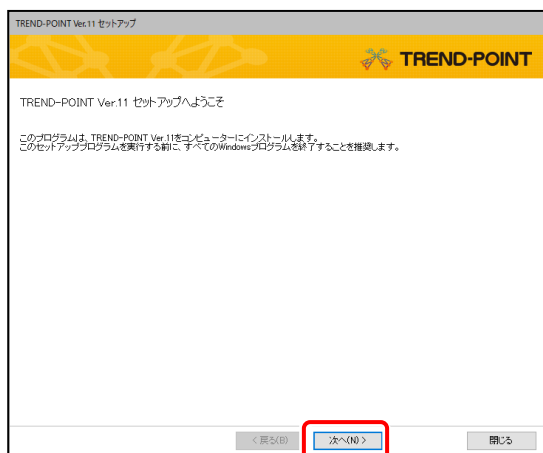 TREND-POINT Ver.11 セットアップ
TREND-POINT
TREND-POINT Ver.11 セットアップへようこそ
このプログラムは、TREND-POINT Ver.11をコンピューターにインストールします。
このセットアッププログラムを実行する前に、すべてのWindowsプログラムを終了することを推奨します。
< 戻る(B) 次へ(N) > 閉じる